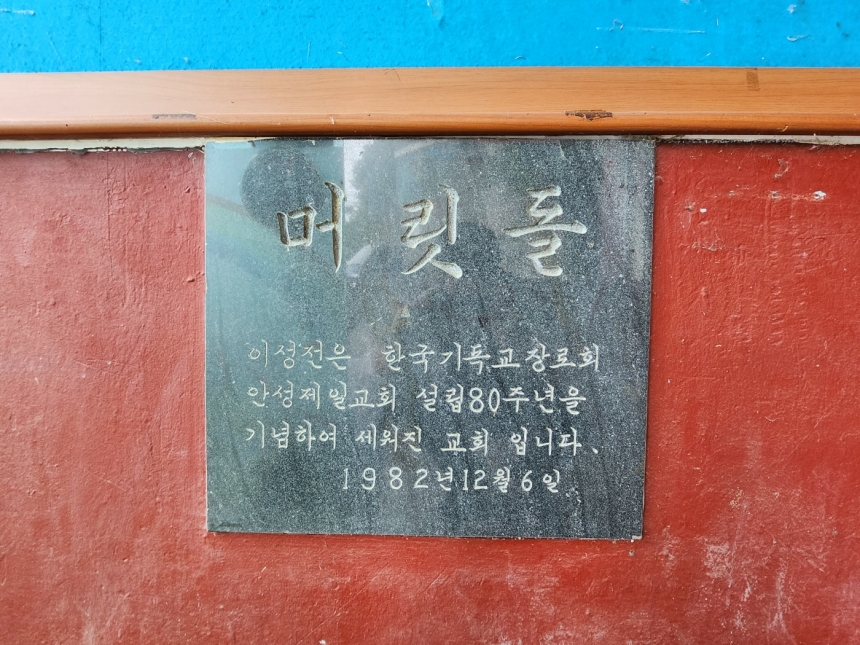 머릿돌
이성전은 한국기독교장로회
안성제일교회 설립80주년을
기념하여 세워진 교회 입니다.
1982년12월6일